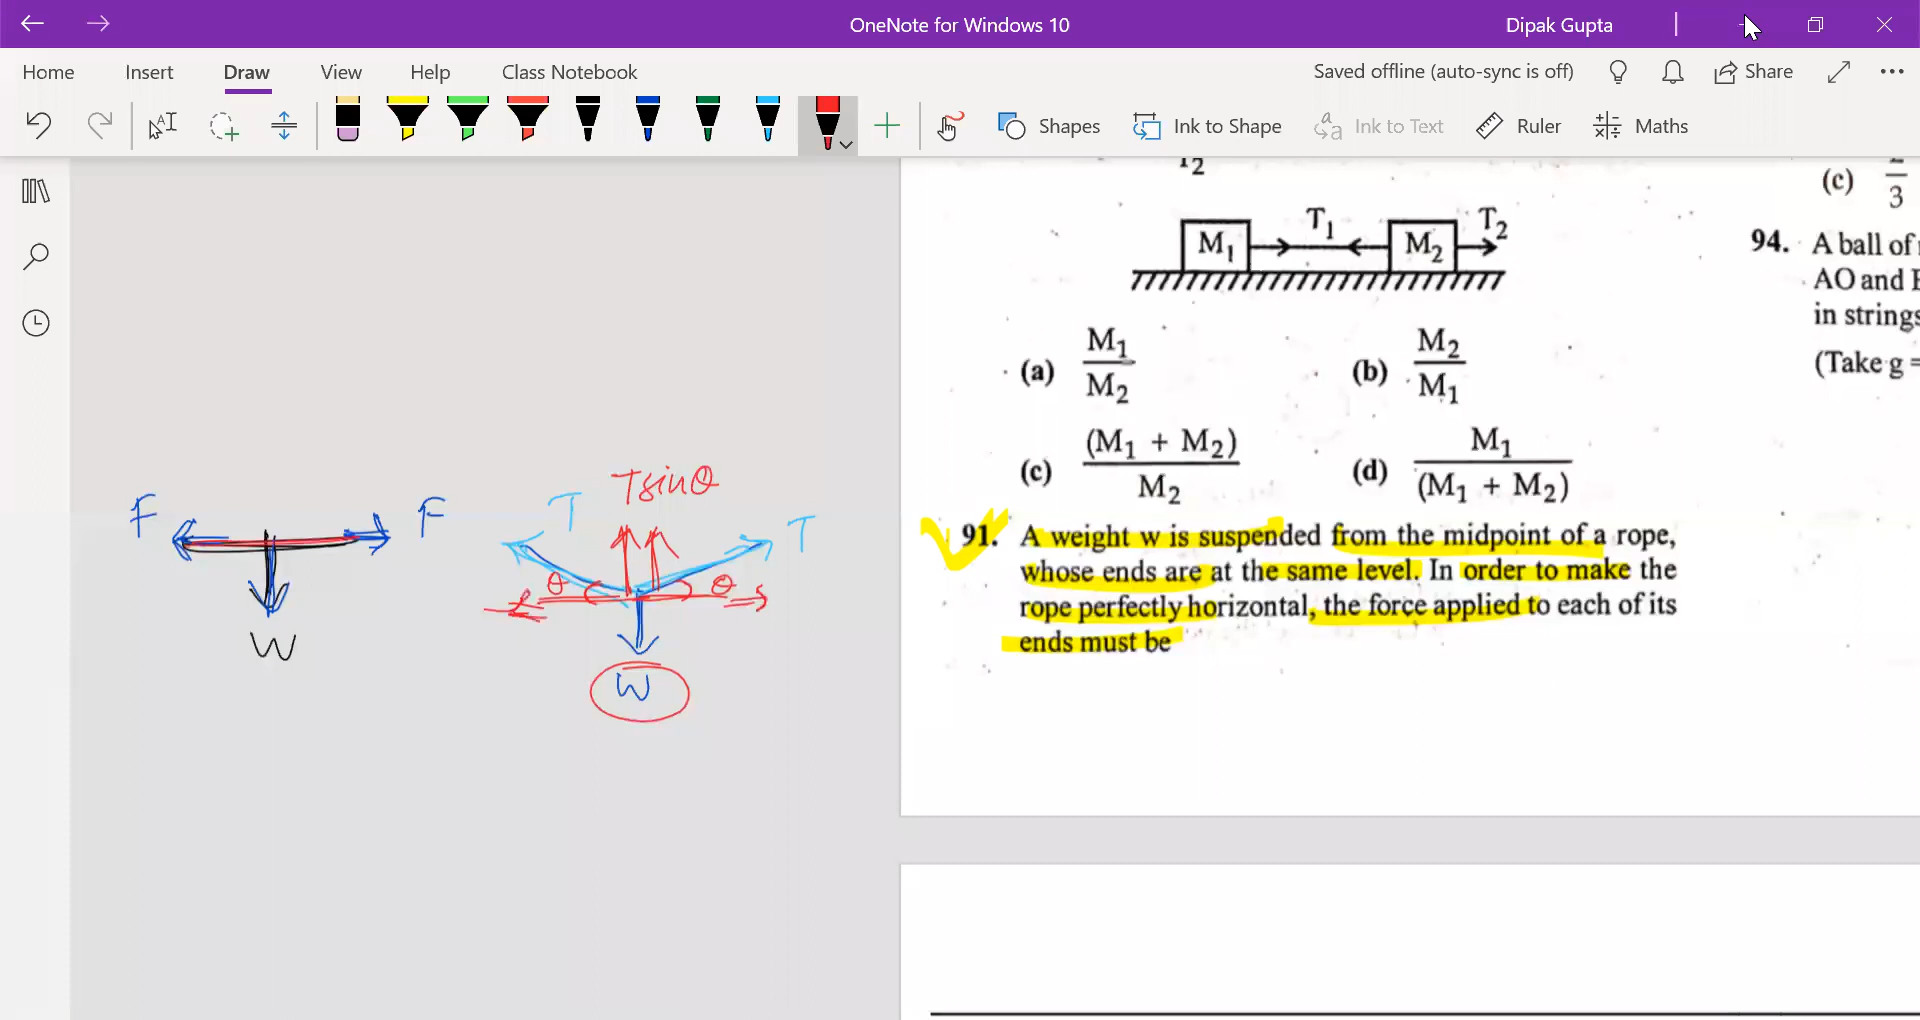 OneNote for Windows 10
Dipak Gupta
Home Insert Draw View Help Class Notebook
Saved offline (auto-sync is off) Share
Shapes Ink to Shape Ink to Text Ruler Maths
M1 T1 M2 T2
(a) M1/M2 (b) M2/M1
(c) (M1 + M2)/M2 (d) M1/(M1 + M2)
91. A weight w is suspended from the midpoint of a rope,
whose ends are at the same level. In order to make the
rope perfectly horizontal, the force applied to each of its
ends must be
(c) 3
94. A ball of
AO and
in strings
(Take g =
F F
W
T Tsinθ T
θ θ
W